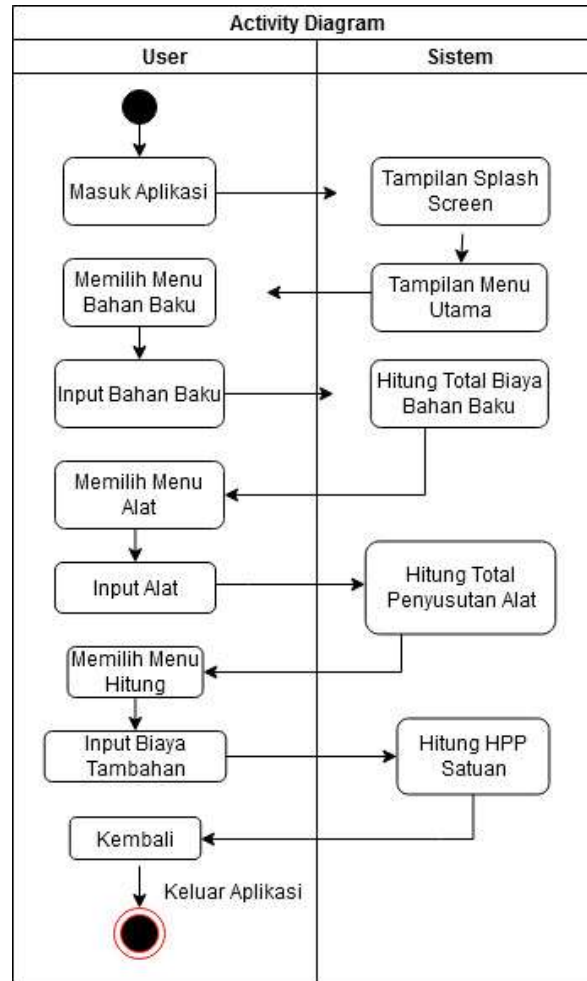 Activity Diagram
User
Sistem
Masuk Aplikasi
Tampilan Splash
Screen
Memilih Menu
Bahan Baku
Tampilan Menu
Utama
Input Bahan Baku
Hitung Total Biaya
Bahan Baku
Memilih Menu
Alat
Input Alat
Hitung Total
Penyusutan Alat
Memilih Menu
Hitung
Input Biaya
Tambahan
Hitung HPP
Satuan
Kembali
Keluar Aplikasi